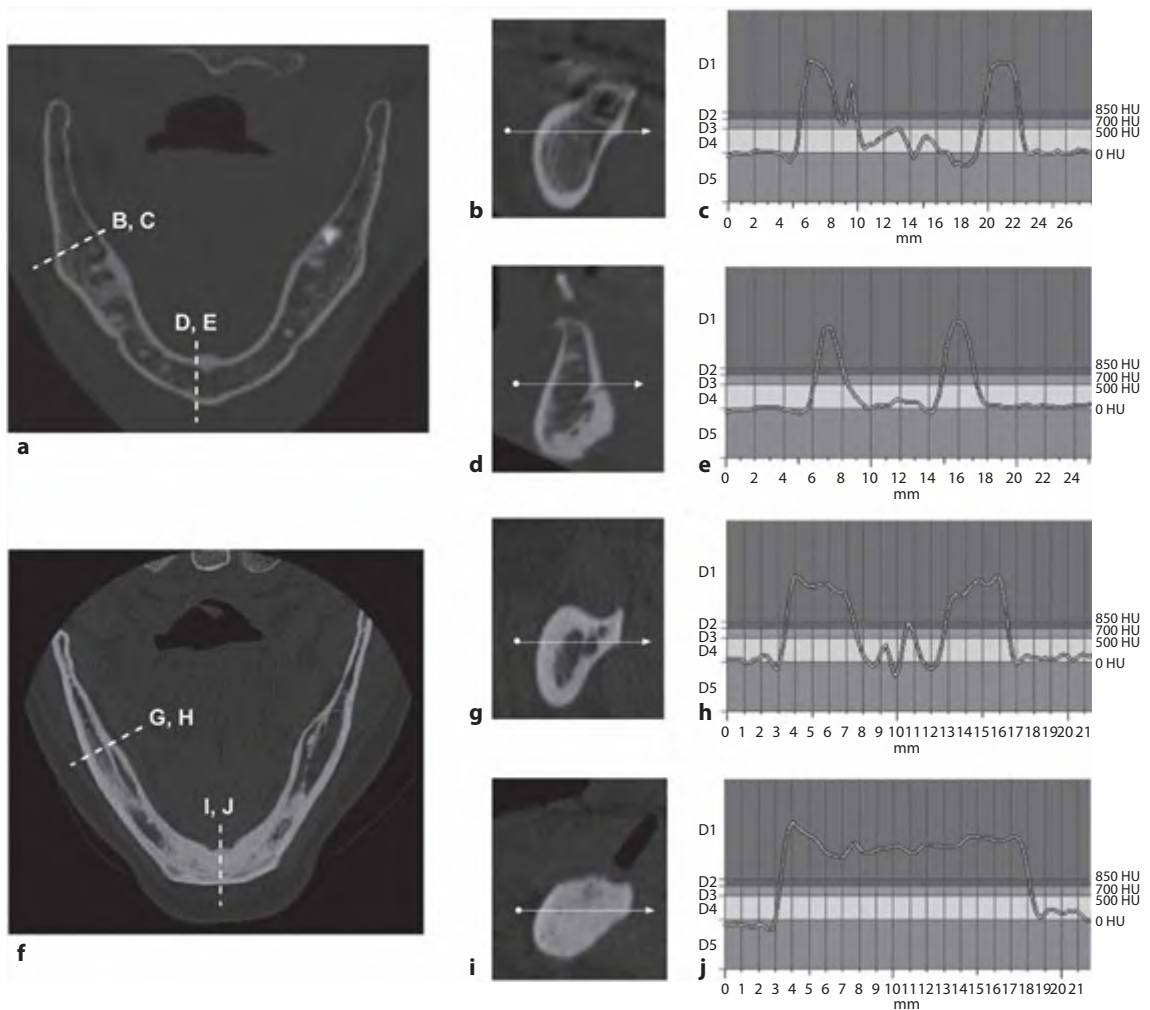 B, C
D, E
a
b
D1
D2
D3
D4
D5
850 HU
700 HU
500 HU
0 HU
c
0 2 4 6 8 10 12 14 16 18 20 22 24 26
mm
d
D1
D2
D3
D4
D5
850 HU
700 HU
500 HU
0 HU
e
0 2 4 6 8 10 12 14 16 18 20 22 24
mm
G, H
I, J
f
g
D1
D2
D3
D4
D5
850 HU
700 HU
500 HU
0 HU
h
0 1 2 3 4 5 6 7 8 9 10 11 12 13 14 15 16 17 18 19 20 21
mm
i
D1
D2
D3
D4
D5
850 HU
700 HU
500 HU
0 HU
j
0 1 2 3 4 5 6 7 8 9 10 11 12 13 14 15 16 17 18 19 20 21
mm